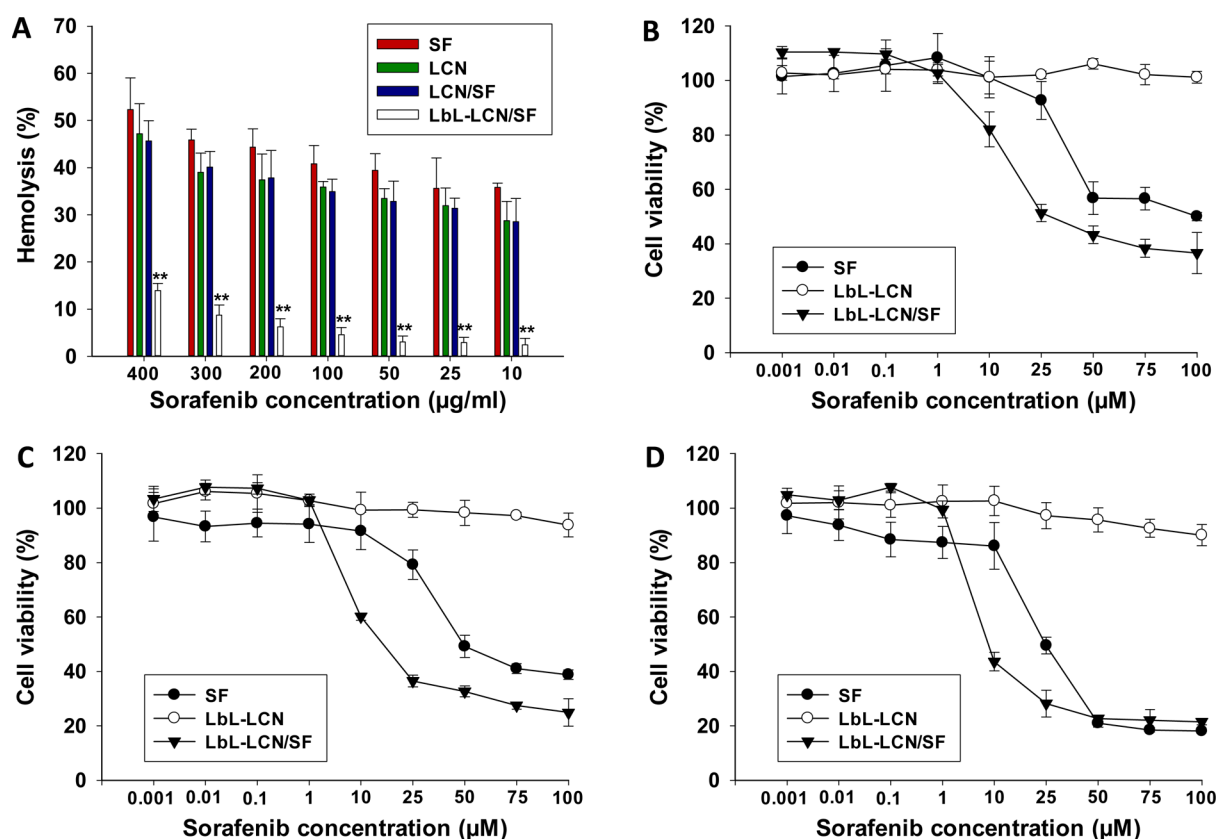 A
Hemolysis (%)
70
60
50
40
30
20
10
0
SF
LCN
LCN/SF
LbL-LCN/SF
** ** ** ** ** ** **
400 300 200 100 50 25 10
Sorafenib concentration (µg/ml)
B
Cell viability (%)
120
100
80
60
40
20
0
SF
LbL-LCN
LbL-LCN/SF
0.001 0.01 0.1 1 10 25 50 75 100
Sorafenib concentration (µM)
C
Cell viability (%)
120
100
80
60
40
20
0
SF
LbL-LCN
LbL-LCN/SF
0.001 0.01 0.1 1 10 25 50 75 100
Sorafenib concentration (µM)
D
Cell viability (%)
120
100
80
60
40
20
0
SF
LbL-LCN
LbL-LCN/SF
0.001 0.01 0.1 1 10 25 50 75 100
Sorafenib concentration (µM)